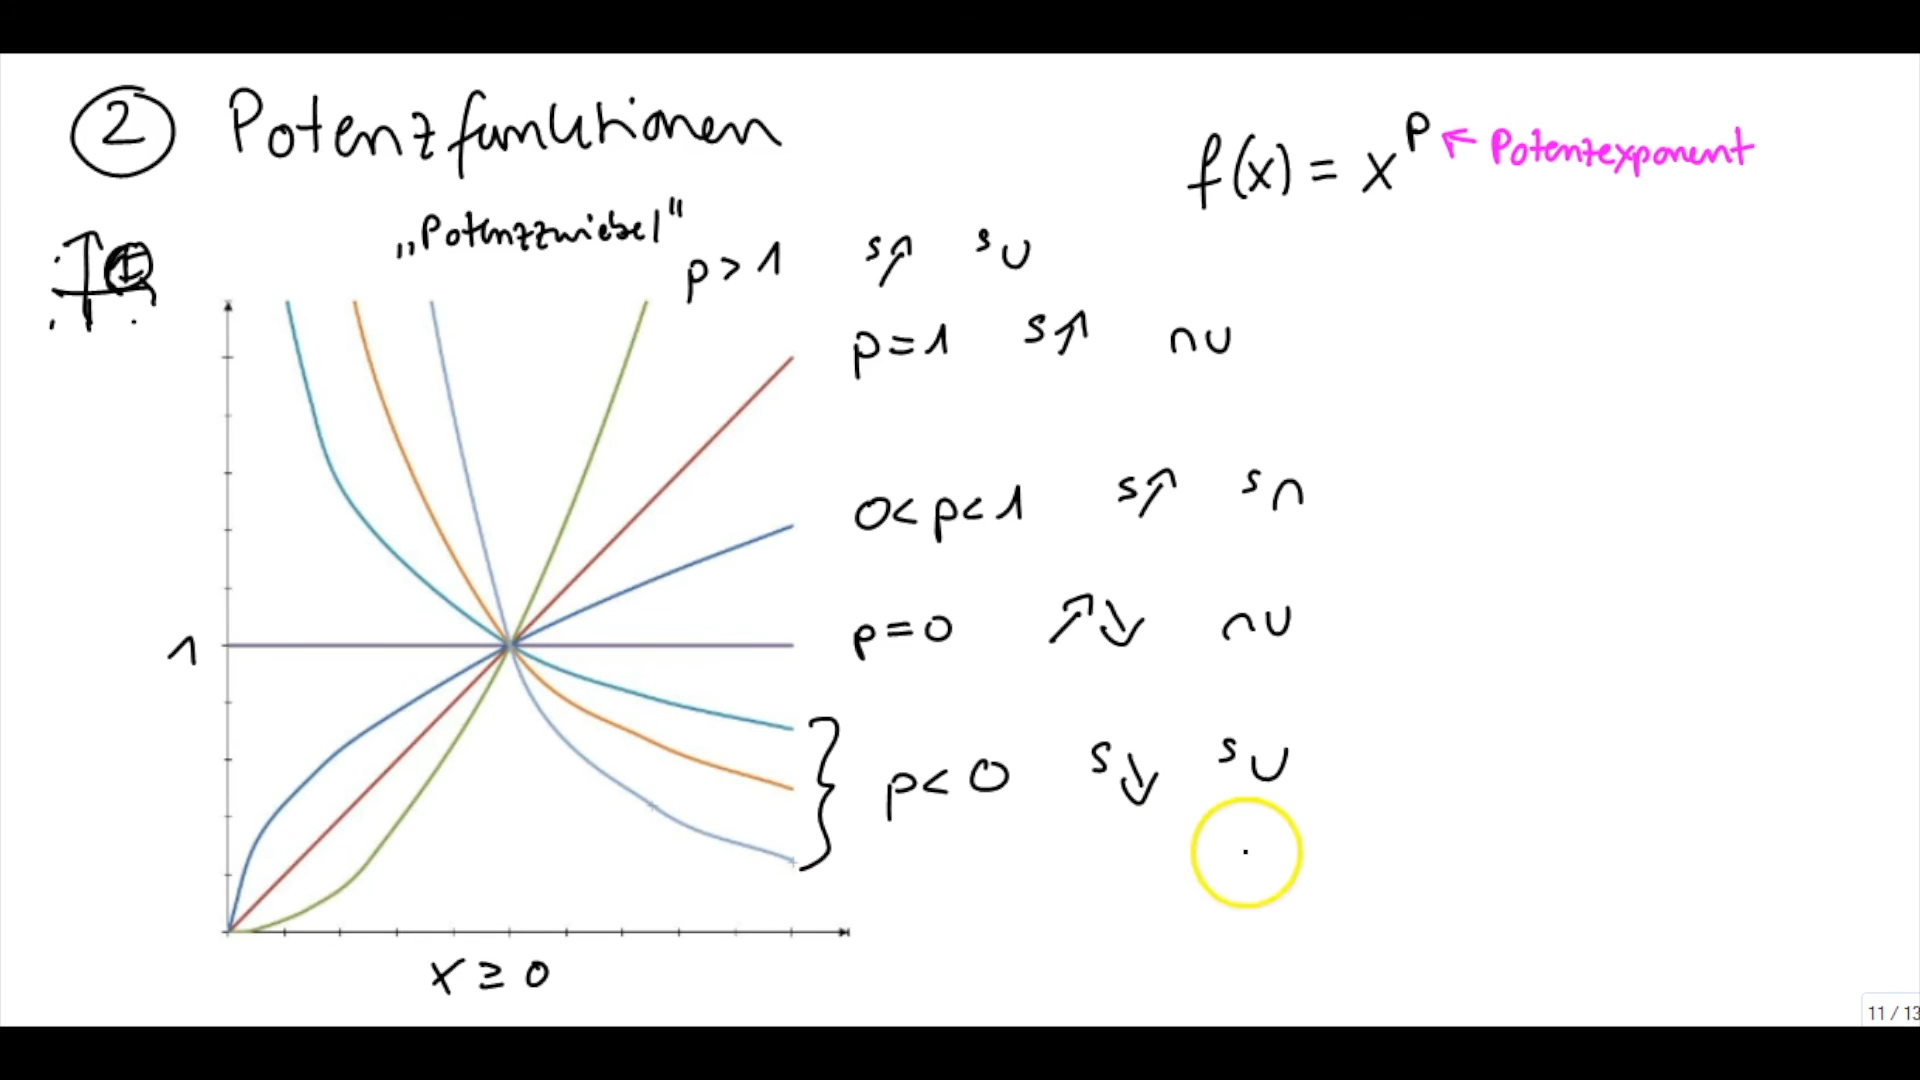 ② Potenzfunktionen
f(x) = x^p ← Potenzexponent
„Potenzzwiebel“
p > 1 s↗ s∪
p = 1 s↗ ∩∪
0 < p < 1 s↗ s∩
1
p = 0 ↗↘ ∩∪
p < 0 s↘ s∪
x ≥ 0
11 / 13